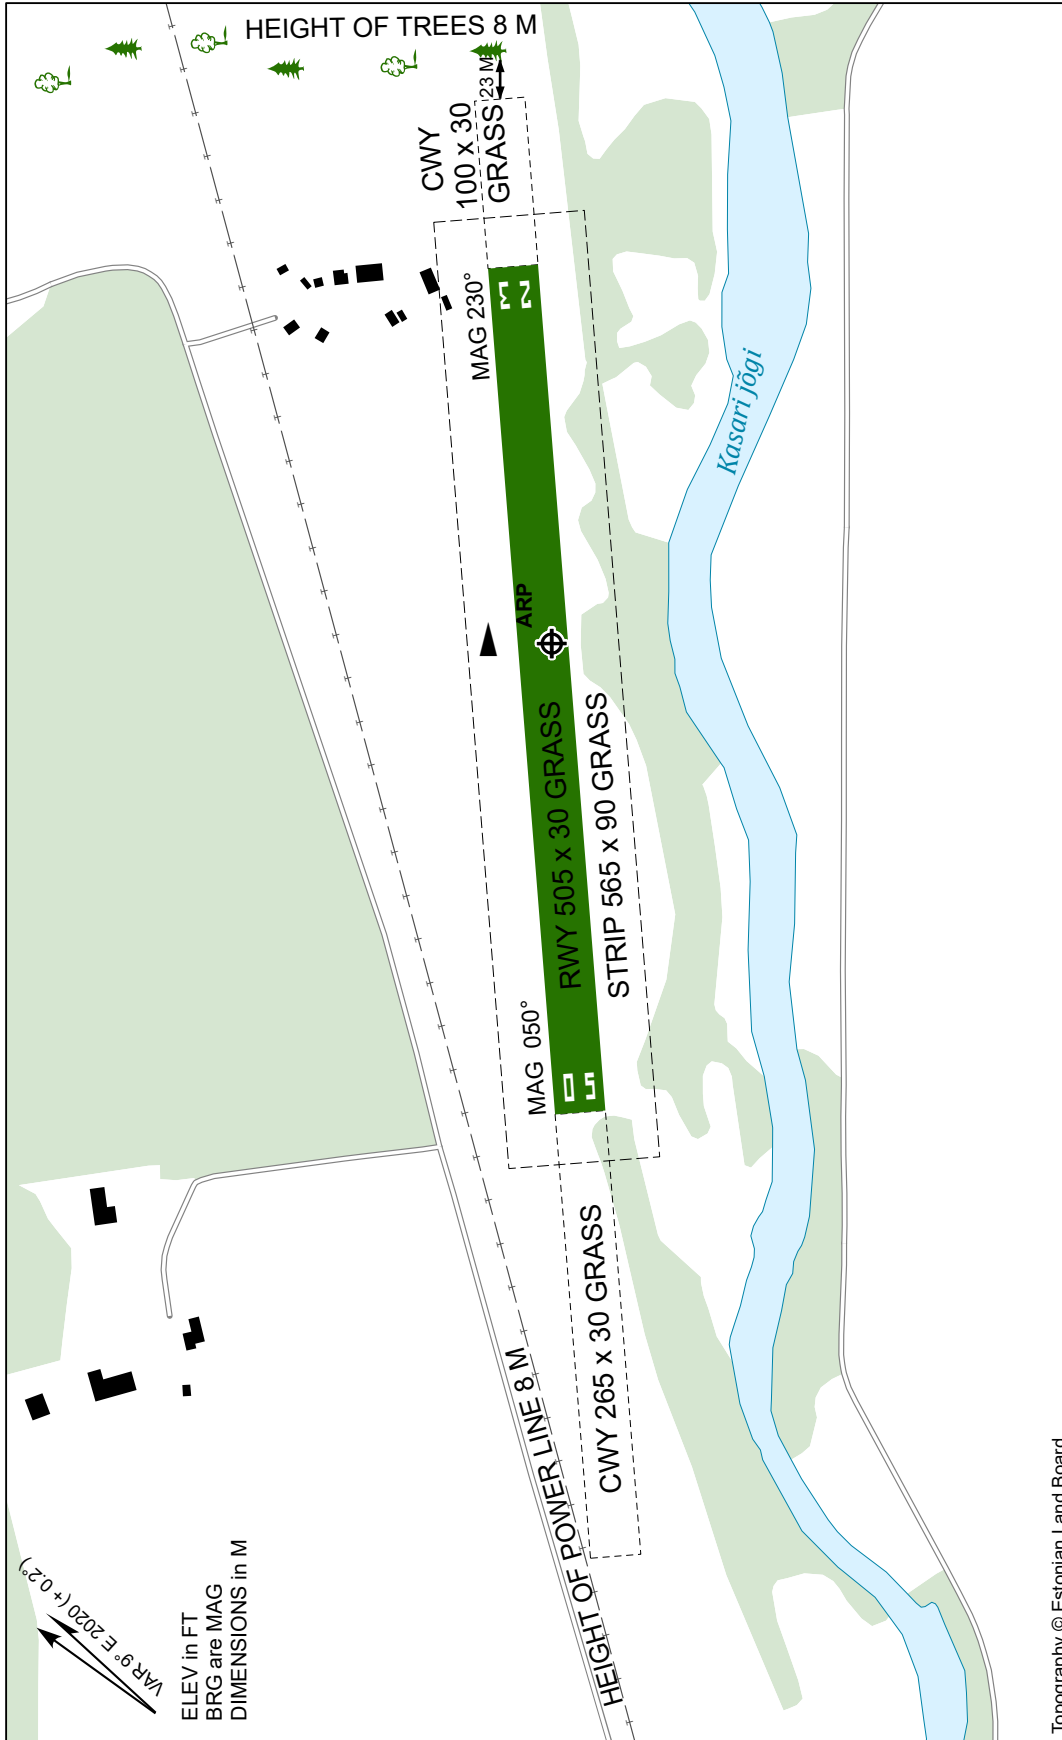 HEIGHT OF TREES 8 M
23 M
CWY
100 x 30
GRASS
MAG 230°
23
Kasari jõgi
ARP
RWY 505 x 30 GRASS
STRIP 565 x 90 GRASS
MAG 050°
05
CWY 265 x 30 GRASS
HEIGHT OF POWER LINE 8 M
VAR 9° E 2020 (+ 0.2°)
ELEV in FT
BRG are MAG
DIMENSIONS in M
Topography © Estonian Land Board